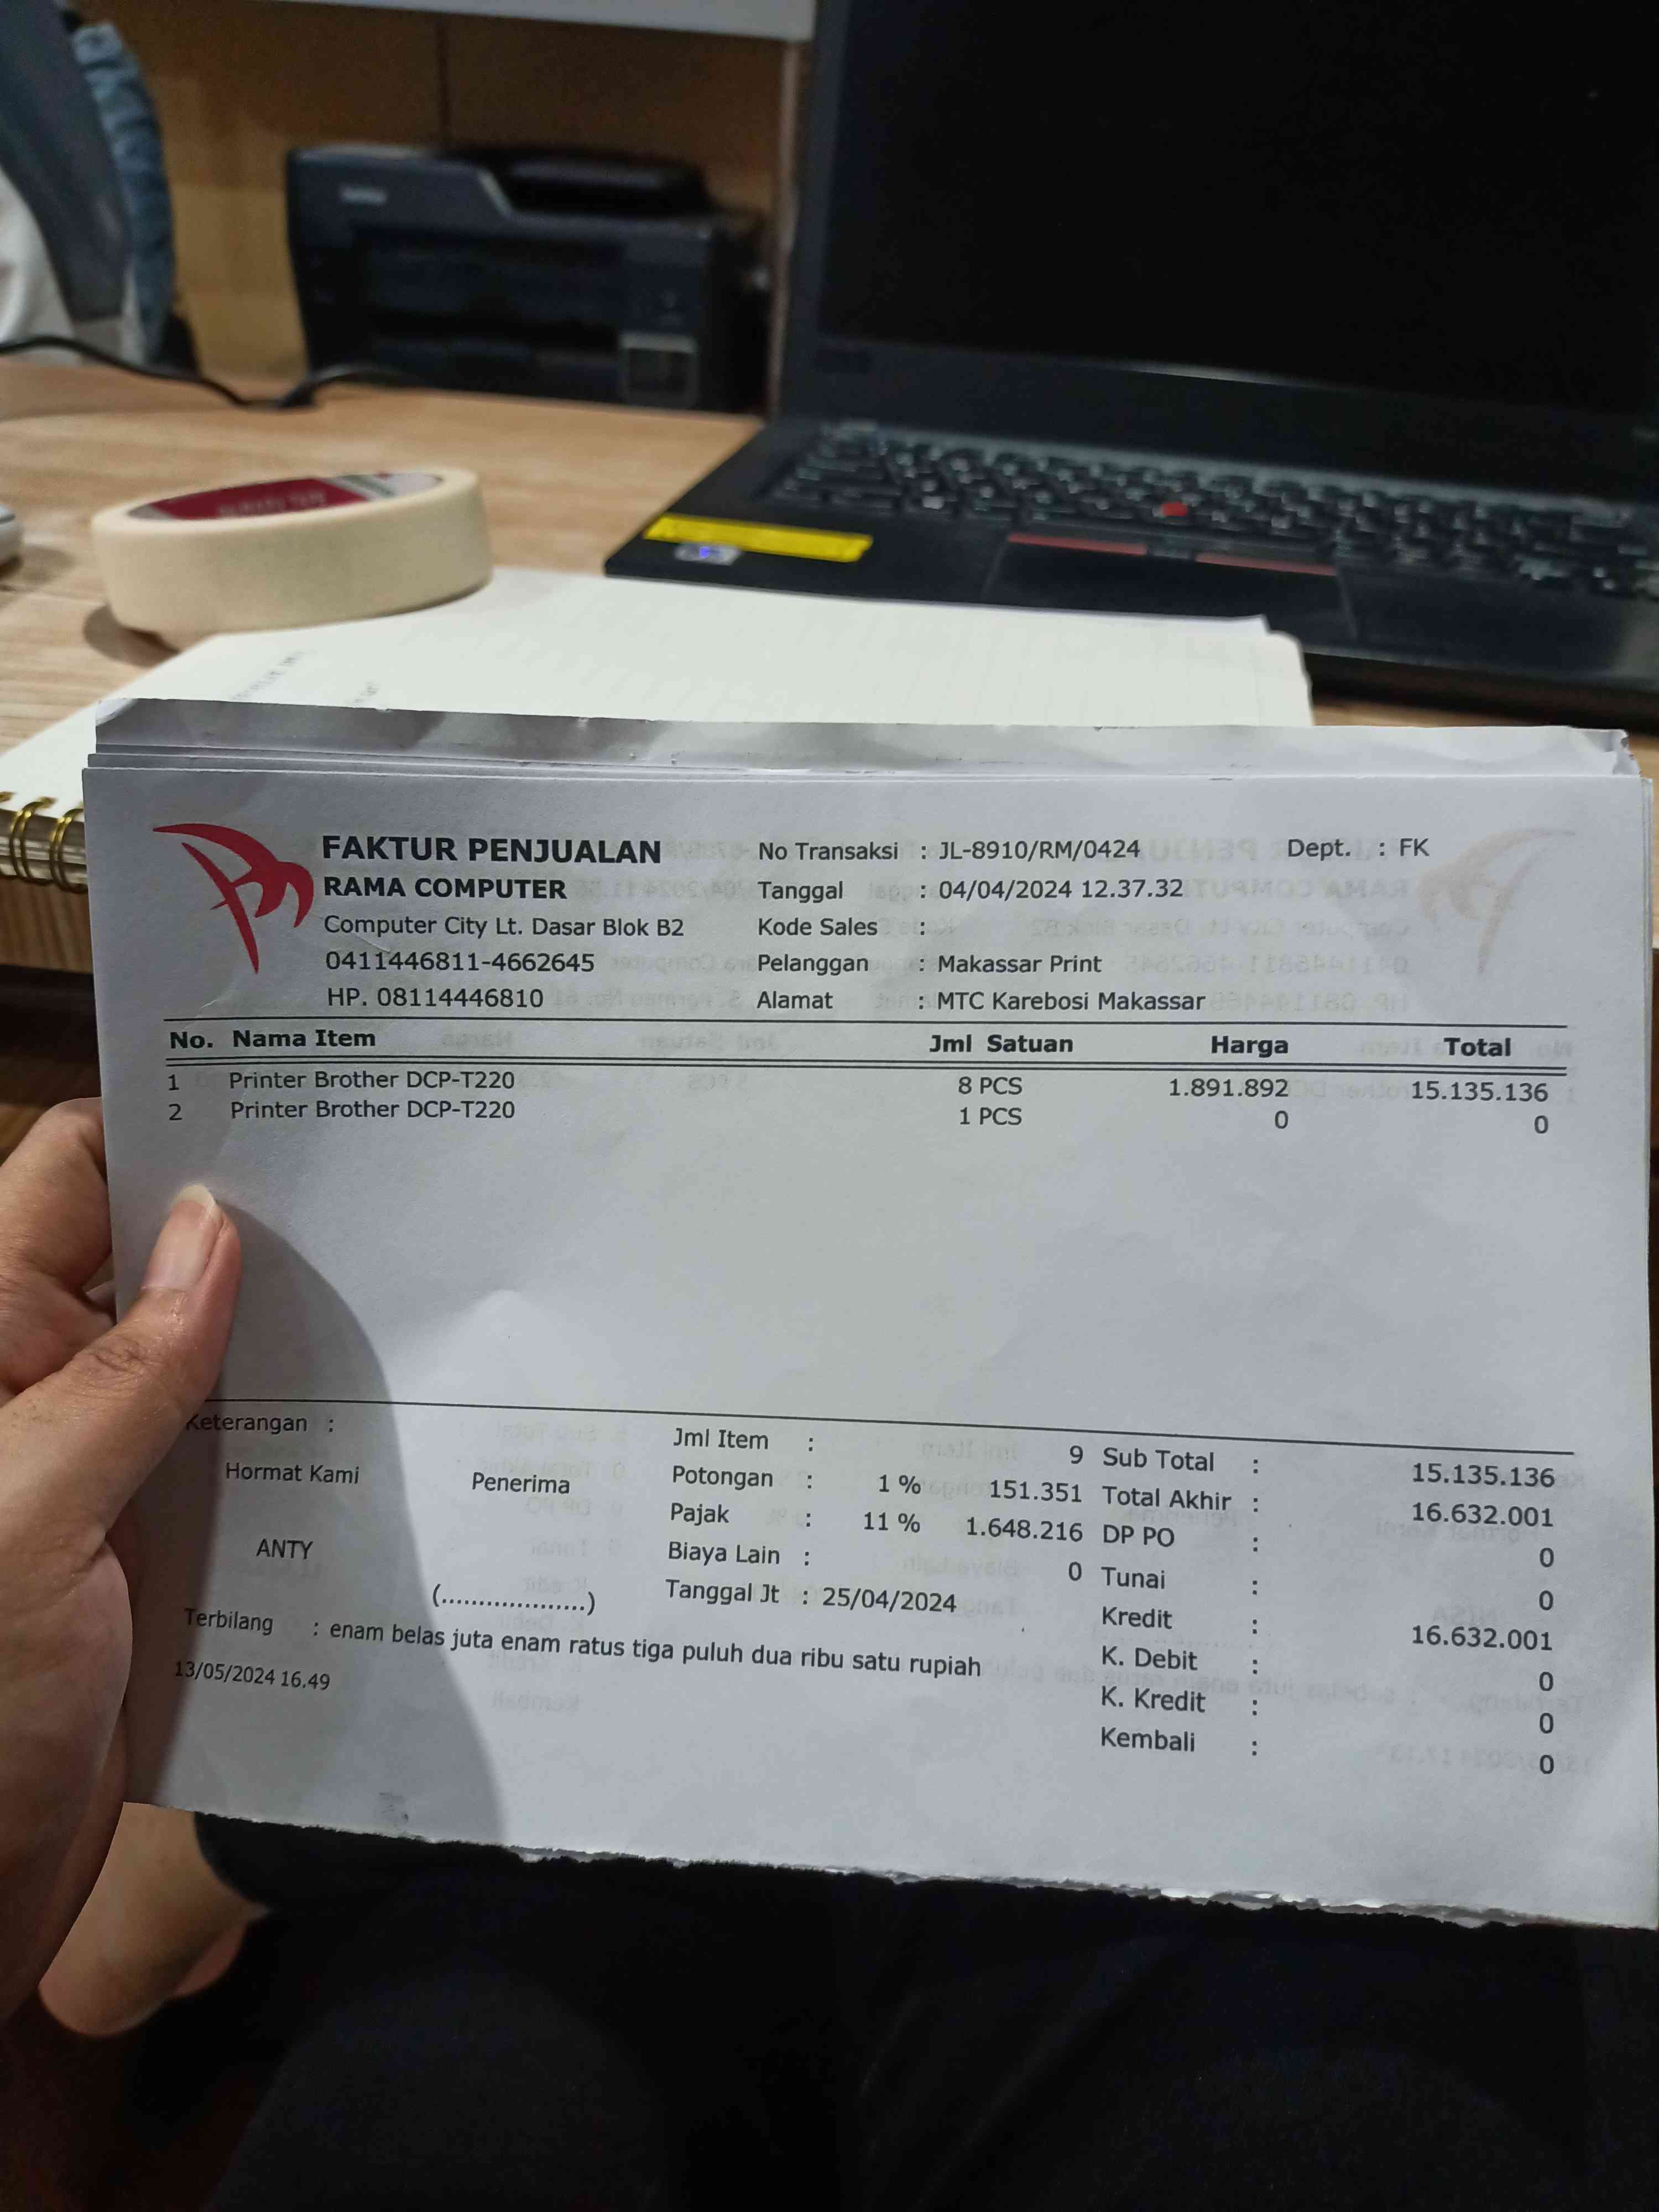 FAKTUR PENJUALAN
RAMA COMPUTER
Computer City Lt. Dasar Blok B2
0411446811-4662645
HP. 08114446810
No Transaksi : JL-8910/RM/0424
Tanggal : 04/04/2024 12.37.32
Kode Sales :
Pelanggan : Makassar Print
Alamat : MTC Karebosi Makassar
Dept. : FK
No. Nama Item Jml Satuan Harga Total
1 Printer Brother DCP-T220 8 PCS 1.891.892 15.135.136
2 Printer Brother DCP-T220 1 PCS 0 0
Keterangan :
Hormat Kami
Penerima
ANTY
(...................)
Jml Item : 9
Potongan : 1 % 151.351
Pajak : 11 % 1.648.216
Biaya Lain : 0
Tanggal Jt : 25/04/2024
Sub Total : 15.135.136
Total Akhir : 16.632.001
DP PO : 0
Tunai : 0
Kredit : 16.632.001
K. Debit : 0
K. Kredit : 0
Kembali : 0
Terbilang : enam belas juta enam ratus tiga puluh dua ribu satu rupiah
13/05/2024 16.49